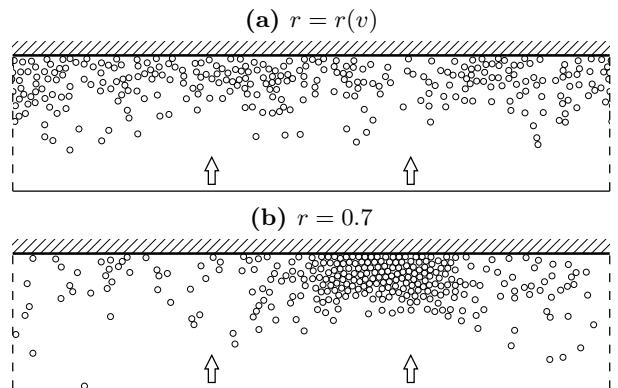 (a) r = r(v)
(b) r = 0.7